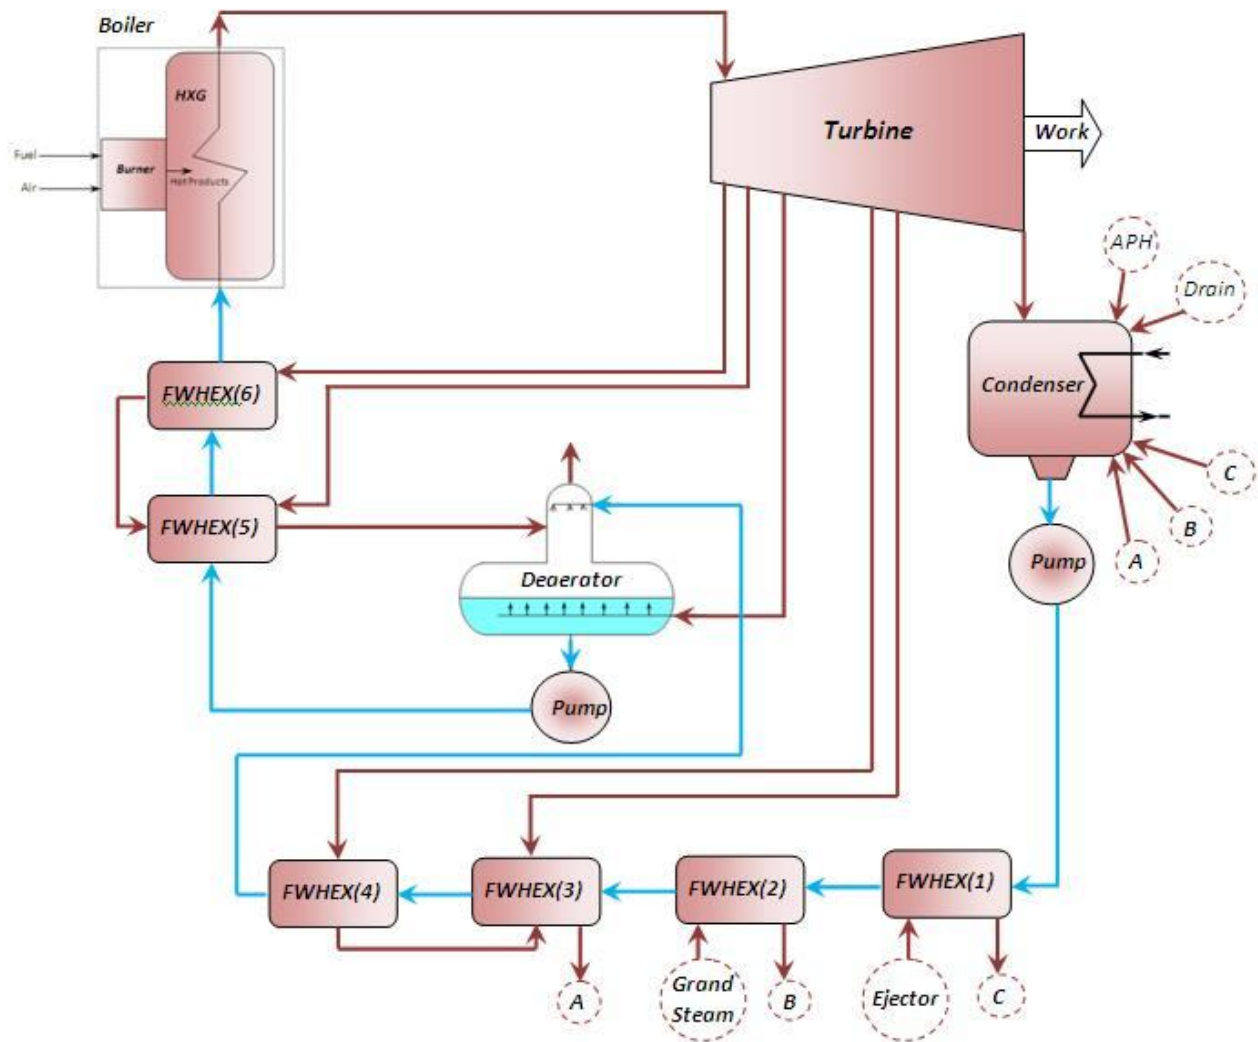 Boiler
HXG
Fuel
Burner
Hot Products
Air
Turbine
Work
APH
Drain
Condenser
FWHEX(6)
C
B
A
FWHEX(5)
Deaerator
Pump
Pump
FWHEX(4)
FWHEX(3)
FWHEX(2)
FWHEX(1)
A
Grand
Steam
B
Ejector
C